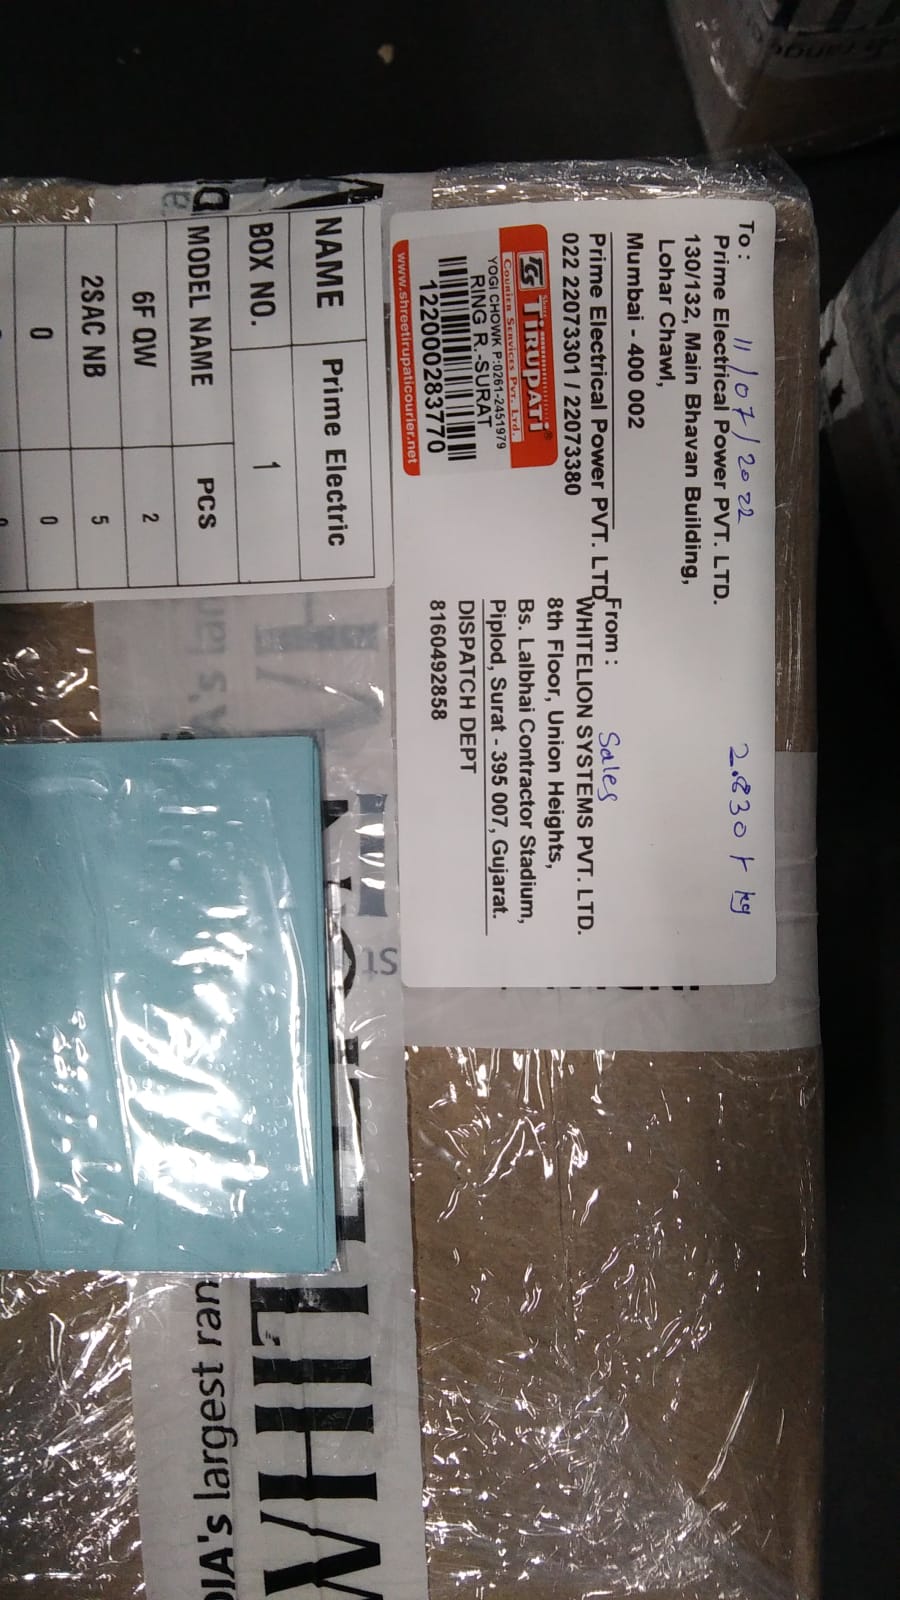 To :
11/07/2022
2.830 kg
Prime Electrical Power PVT. LTD.
130/132, Main Bhavan Building,
Lohar Chawl,
Mumbai - 400 002
Prime Electrical Power PVT. LTD
022 22073301 / 22073380
From :
Sales
WHITELION SYSTEMS PVT. LTD.
8th Floor, Union Heights,
Bs. Lalbhai Contractor Stadium,
Piplod, Surat - 395 007, Gujarat.
DISPATCH DEPT
8160492858
TCS
SHREE TIRUPATI®
COURIER SERVICES PVT. LTD.
YOGI CHOWK P:0261-2451979
RING R.-SURAT
122000283770
www.shreetirupaticourier.net
NAME Prime Electric
BOX NO. 1
MODEL NAME PCS
6F QW 2
2SAC NB 5
0 0
's largest